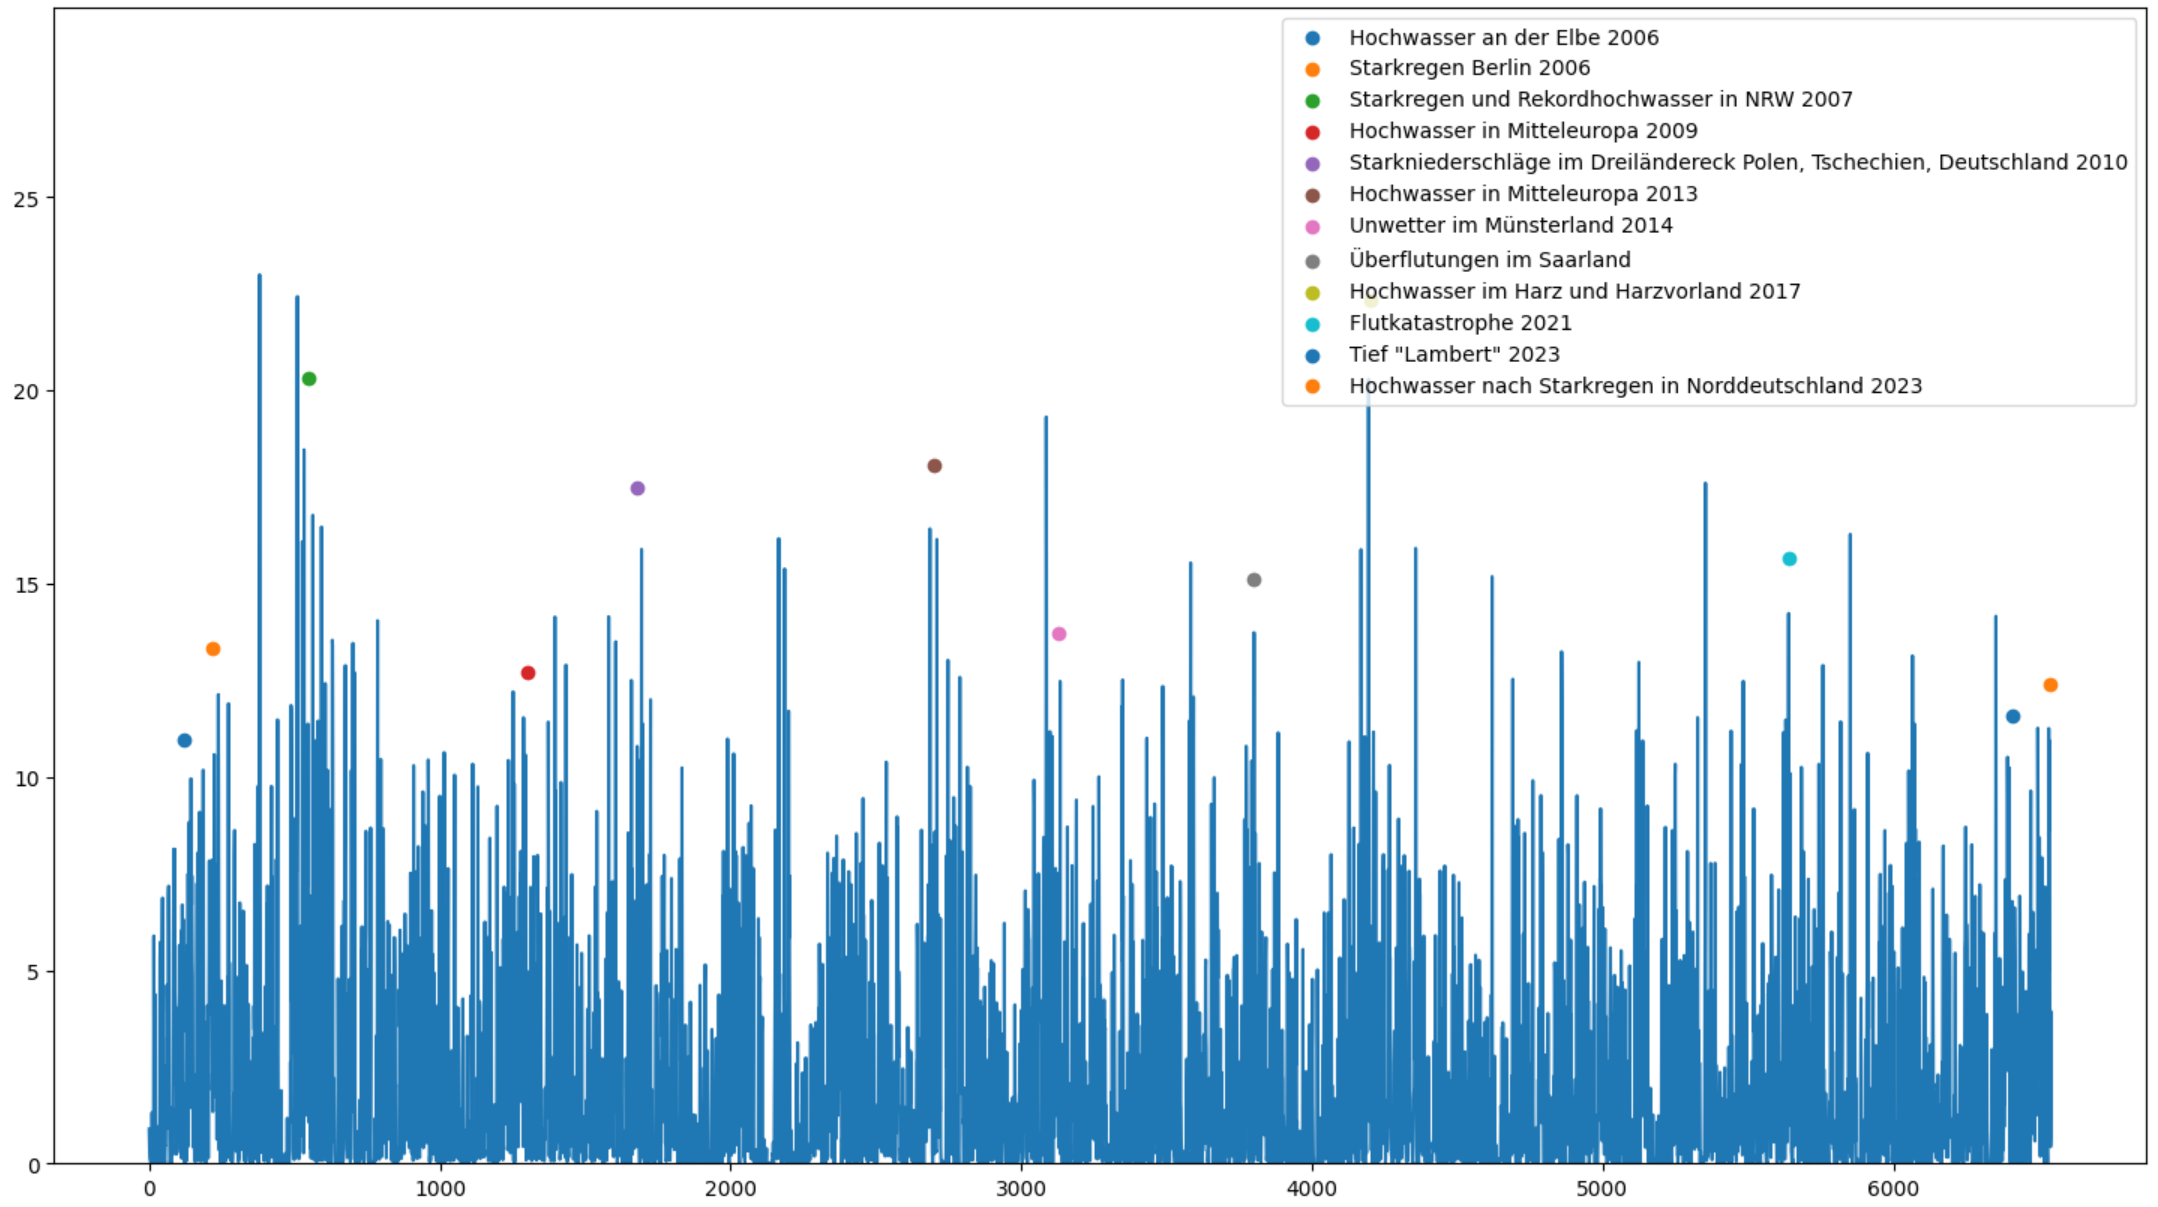 Hochwasser an der Elbe 2006
Starkregen Berlin 2006
Starkregen und Rekordhochwasser in NRW 2007
Hochwasser in Mitteleuropa 2009
Starkniederschläge im Dreiländereck Polen, Tschechien, Deutschland 2010
Hochwasser in Mitteleuropa 2013
Unwetter im Münsterland 2014
Überflutungen im Saarland
Hochwasser im Harz und Harzvorland 2017
Flutkatastrophe 2021
Tief "Lambert" 2023
Hochwasser nach Starkregen in Norddeutschland 2023
25
20
15
10
5
0
0 1000 2000 3000 4000 5000 6000